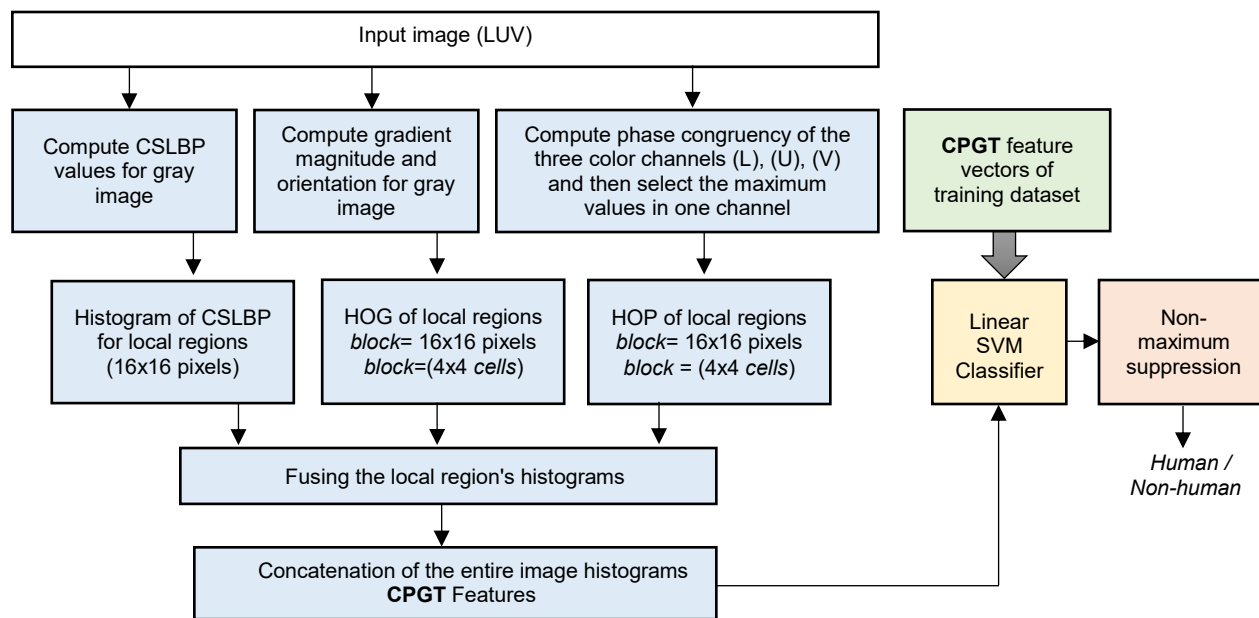 Input image (LUV)
Compute CSLBP
values for gray
image
Compute gradient
magnitude and
orientation for gray
image
Compute phase congruency of the
three color channels (L), (U), (V)
and then select the maximum
values in one channel
CPGT feature
vectors of
training dataset
Histogram of CSLBP
for local regions
(16x16 pixels)
HOG of local regions
block= 16x16 pixels
block=(4x4 cells)
HOP of local regions
block= 16x16 pixels
block = (4x4 cells)
Linear
SVM
Classifier
Non-
maximum
suppression
Fusing the local region's histograms
Human /
Non-human
Concatenation of the entire image histograms
CPGT Features